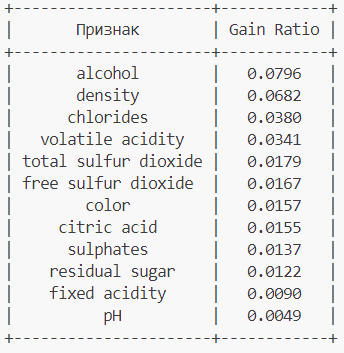 +----------------------+------------+
|       Признак        | Gain Ratio |
+----------------------+------------+
|       alcohol        |   0.0796   |
|       density        |   0.0682   |
|      chlorides       |   0.0380   |
|   volatile acidity   |   0.0341   |
| total sulfur dioxide |   0.0179   |
| free sulfur dioxide  |   0.0167   |
|        color         |   0.0157   |
|     citric acid      |   0.0155   |
|      sulphates       |   0.0137   |
|    residual sugar    |   0.0122   |
|    fixed acidity     |   0.0090   |
|          pH          |   0.0049   |
+----------------------+------------+